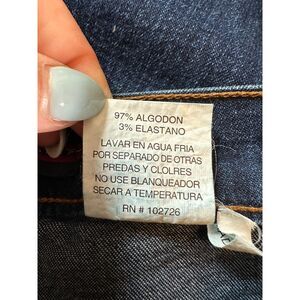 97% ALGODON
3% ELASTANO
LAVAR EN AGUA FRIA
POR SEPARADO DE OTRAS
PREDAS Y CLOLRES
NO USE BLANQUEADOR
SECAR A TEMPERATURA
RN # 102726